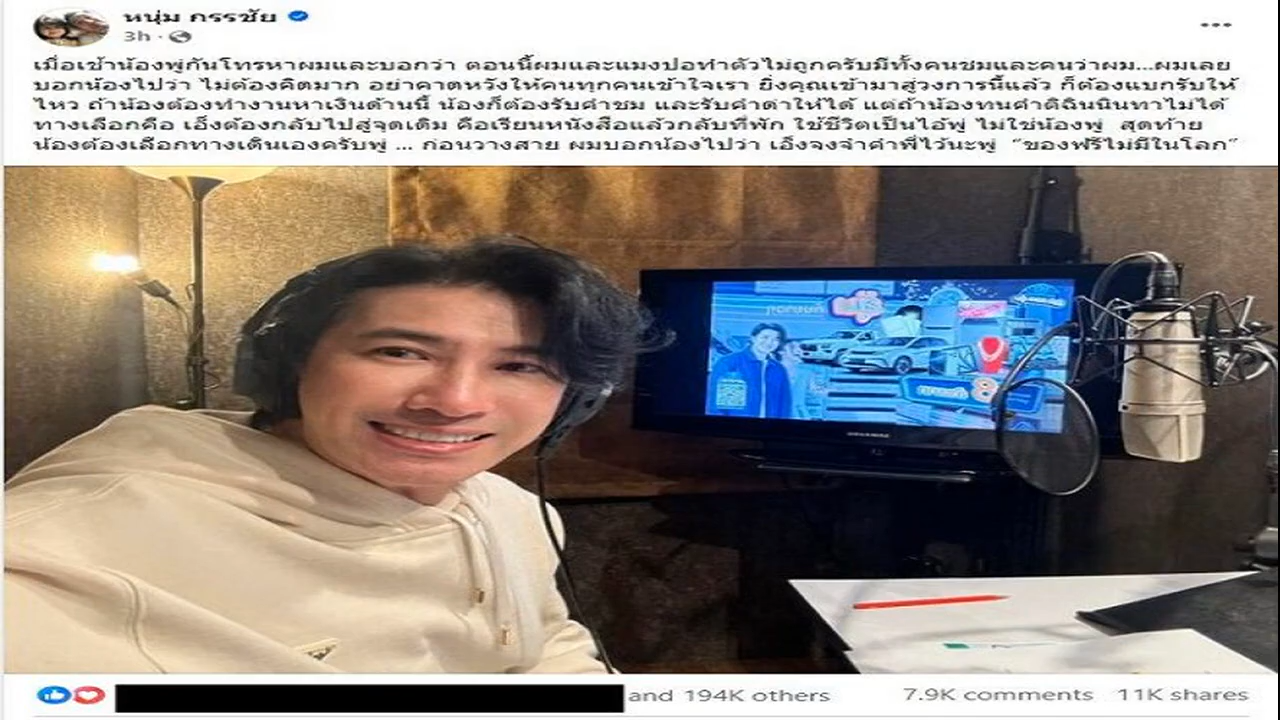 หนุ่ม กรรชัย
3h
เมื่อเช้าน้องพู่กันโทรหาผมและบอกว่า ตอนนี้ผมและแมงปอทำตัวไม่ถูกครับมีทั้งคนชมและคนว่าผม...ผมเลย
บอกน้องไปว่า ไม่ต้องคิดมาก อย่าคาดหวังให้คนทุกคนเข้าใจเรา ยิ่งคุณเข้ามาสู่วงการนี้แล้ว ก็ต้องแบกรับให้
ไหว ถ้าน้องต้องทำงานหาเงินด้านนี้ น้องก็ต้องรับคำชม และรับคำด่าให้ได้ แต่ถ้าน้องทนคำติฉินนินทาไม่ได้
ทางเลือกคือ เอ็งต้องกลับไปสู่จุดเดิม คือเรียนหนังสือแล้วกลับที่พัก ใช้ชีวิตเป็นไอ้พู่ ไม่ใช่น้องพู่ สุดท้าย
น้องต้องเลือกทางเดินเองครับพู่ ... ก่อนวางสาย ผมบอกน้องไปว่า เอ็งจงจำคำพี่ไว้นะพู่ “ของฟรีไม่มีในโลก”
and 194K others 7.9K comments 11K shares